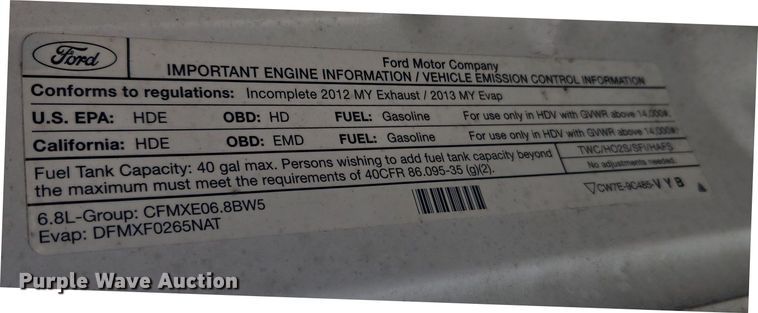 Ford
Ford Motor Company
IMPORTANT ENGINE INFORMATION / VEHICLE EMISSION CONTROL INFORMATION
Conforms to regulations: Incomplete 2012 MY Exhaust / 2013 MY Evap
U.S. EPA: HDE OBD: HD FUEL: Gasoline For use only in HDV with GVWR above 14,000#.
California: HDE OBD: EMD FUEL: Gasoline For use only in HDV with GVWR above 14,000#.
Fuel Tank Capacity: 40 gal max. Persons wishing to add fuel tank capacity beyond
the maximum must meet the requirements of 40CFR 86.095-35 (g)(2).
TWC/HO2S/SFI/HAFS
No adjustments needed.
6.8L-Group: CFMXE06.8BW5
Evap: DFMXF0265NAT
CW7E-9C485-VYB
Purple Wave Auction